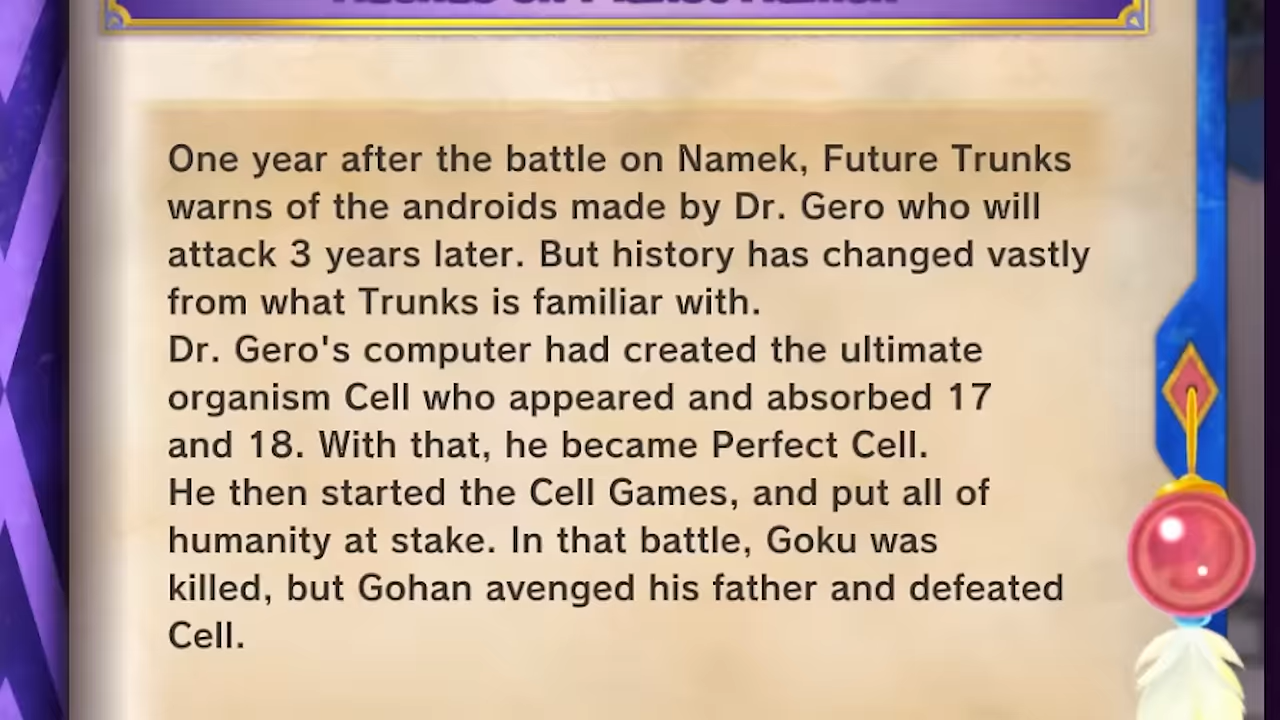 One year after the battle on Namek, Future Trunks
warns of the androids made by Dr. Gero who will
attack 3 years later. But history has changed vastly
from what Trunks is familiar with.
Dr. Gero's computer had created the ultimate
organism Cell who appeared and absorbed 17
and 18. With that, he became Perfect Cell.
He then started the Cell Games, and put all of
humanity at stake. In that battle, Goku was
killed, but Gohan avenged his father and defeated
Cell.